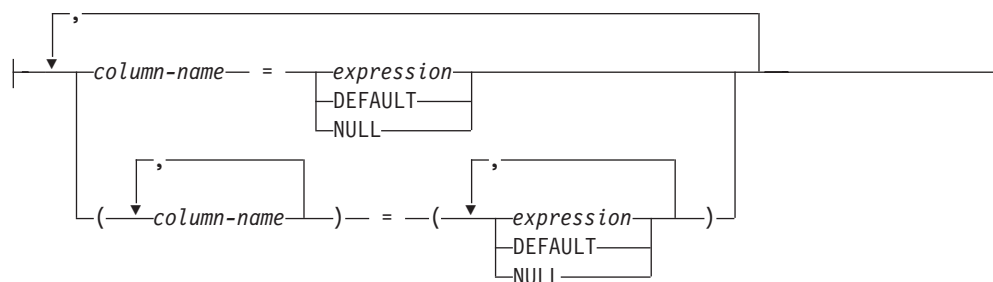 ,
column-name = expression
DEFAULT
NULL
, ,
( column-name ) = ( expression )
DEFAULT
NULL